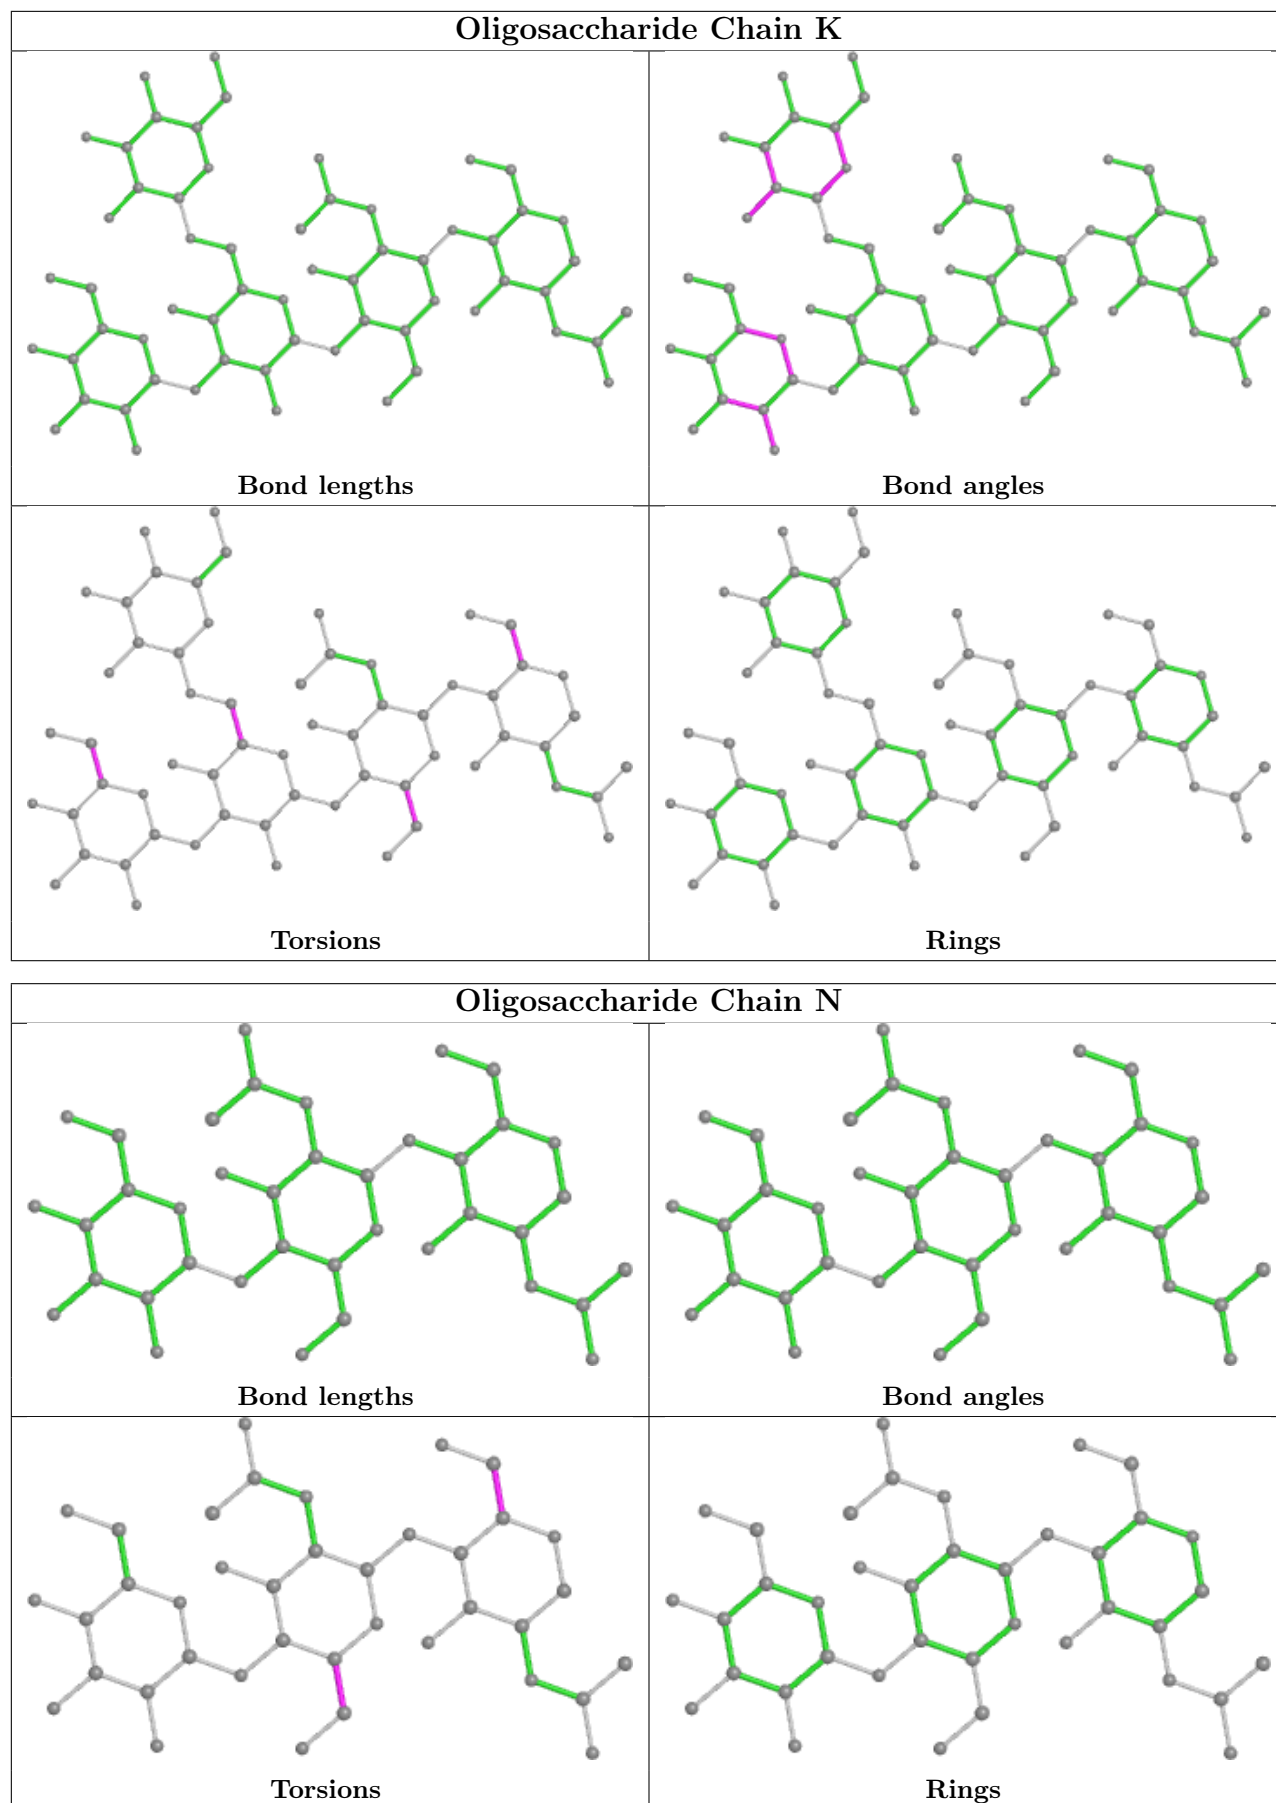 Oligosaccharide Chain K
Bond lengths
Bond angles
Torsions
Rings
Oligosaccharide Chain N
Bond lengths
Bond angles
Torsions
Rings